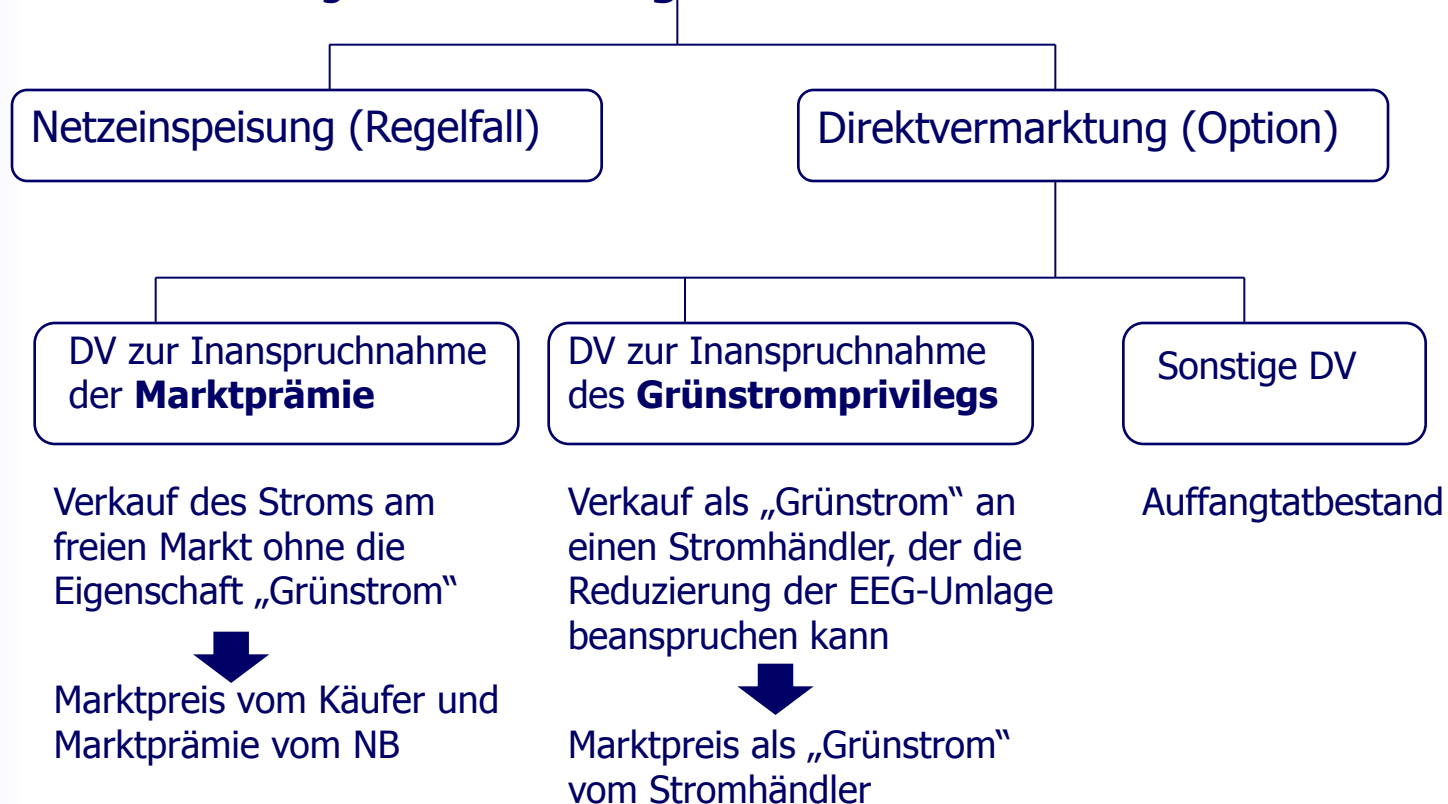 Netzeinspeisung (Regelfall)
Direktvermarktung (Option)
DV zur Inanspruchnahme
der Marktprämie
DV zur Inanspruchnahme
des Grünstromprivilegs
Sonstige DV
Verkauf des Stroms am
freien Markt ohne die
Eigenschaft „Grünstrom“
Marktpreis vom Käufer und
Marktprämie vom NB
Verkauf als „Grünstrom“ an
einen Stromhändler, der die
Reduzierung der EEG-Umlage
beanspruchen kann
Marktpreis als „Grünstrom“
vom Stromhändler
Auffangtatbestand